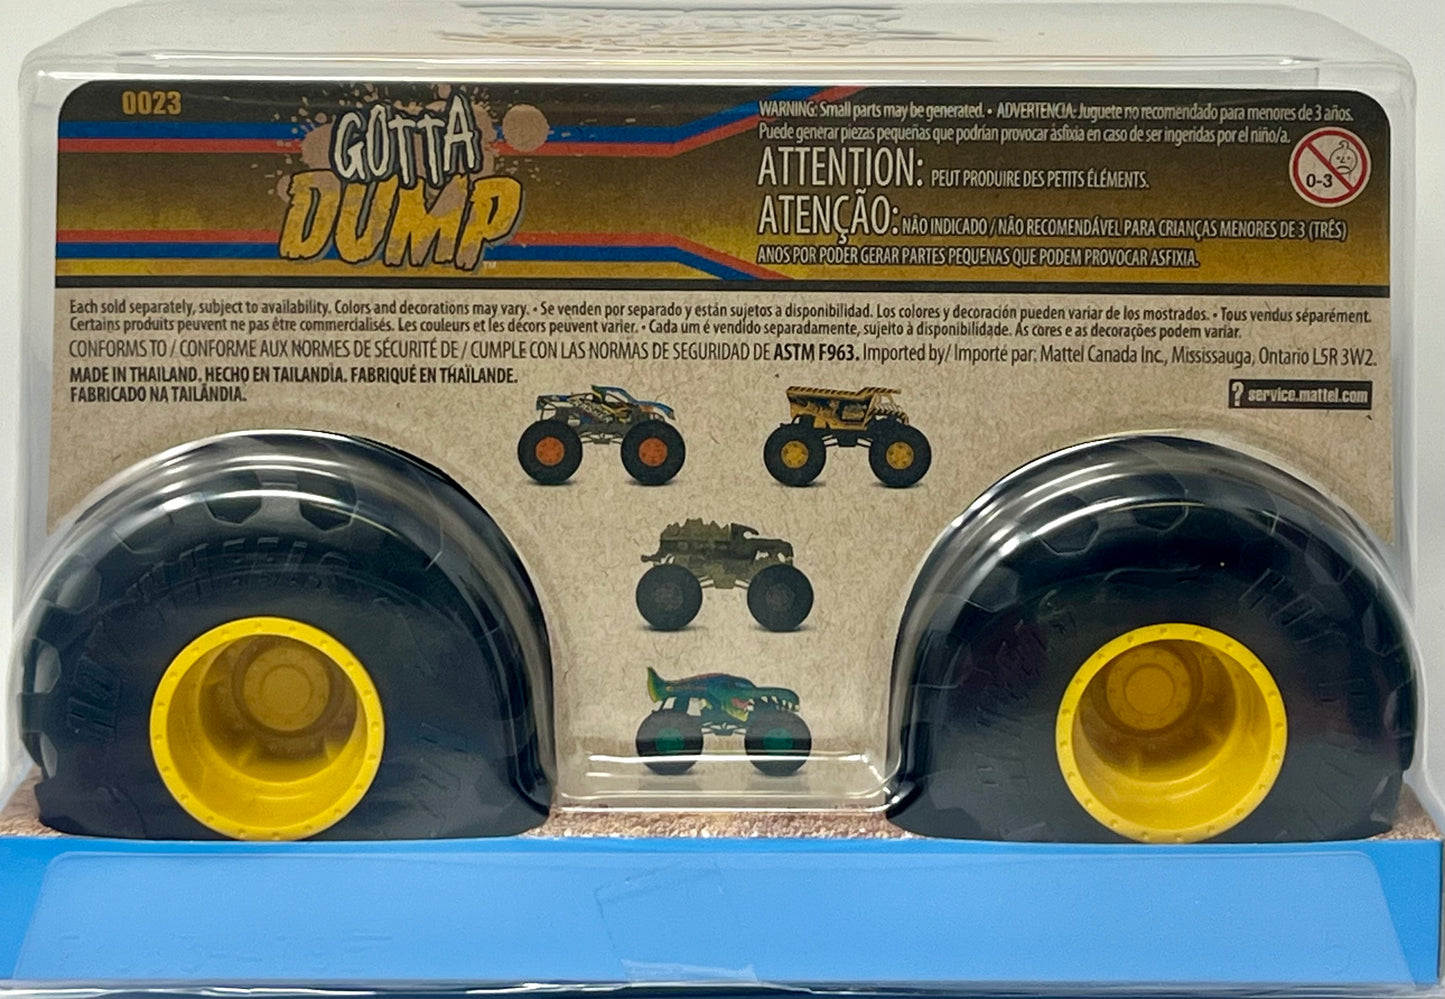 0023
GOTTA
DUMP
TM
WARNING: Small parts may be generated. • ADVERTENCIA: Juguete no recomendado para menores de 3 años.
Puede generar piezas pequeñas que podrían provocar asfixia en caso de ser ingeridas por el niño/a.
ATTENTION: PEUT PRODUIRE DES PETITS ÉLÉMENTS.
0-3
ATENÇÃO: NÃO INDICADO / NÃO RECOMENDÁVEL PARA CRIANÇAS MENORES DE 3 (TRÊS)
ANOS POR PODER GERAR PARTES PEQUENAS QUE PODEM PROVOCAR ASFIXIA.
Each sold separately, subject to availability. Colors and decorations may vary. • Se venden por separado y están sujetos a disponibilidad. Los colores y decoración pueden variar de los mostrados. • Tous vendus séparément.
Certains produits peuvent ne pas être commercialisés. Les couleurs et les décors peuvent varier. • Cada um é vendido separadamente, sujeito à disponibilidade. As cores e as decorações podem variar.
CONFORMS TO / CONFORME AUX NORMES DE SÉCURITÉ DE / CUMPLE CON LAS NORMAS DE SEGURIDAD DE ASTM F963. Imported by/ Importé par: Mattel Canada Inc., Mississauga, Ontario L5R 3W2.
MADE IN THAILAND. HECHO EN TAILANDIA. FABRIQUÉ EN THAÏLANDE.
FABRICADO NA TAILÂNDIA.
? service.mattel.com
HOT WHEELS
HOT